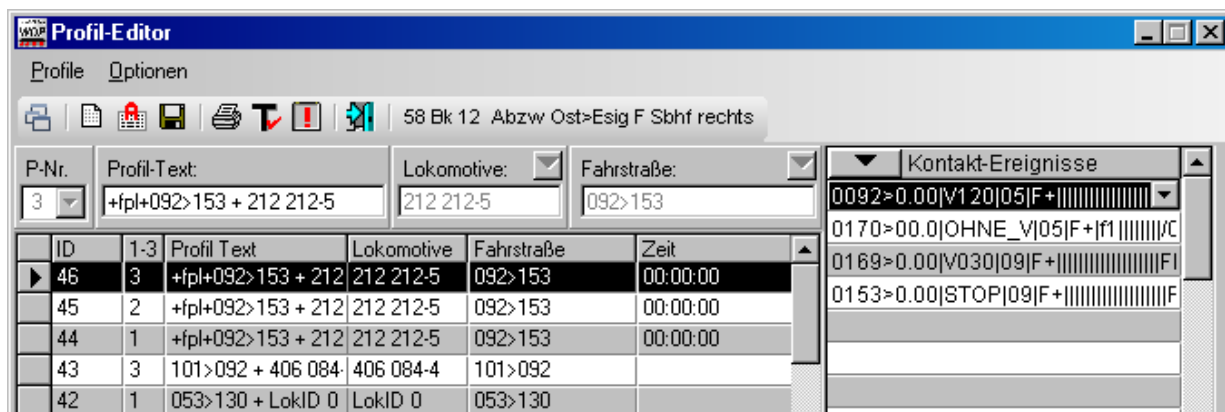 Profil-Editor
Profile Optionen
58 Bk 12 Abzw Ost>Esig F Sbhf rechts
P-Nr. Profil-Text: Lokomotive: Fahrstraße: Kontakt-Ereignisse
3 +fpl+092>153 + 212 212-5 212 212-5 092>153
0092>0.00|V120|05|F+||||||||||||||||||
0170>00.0|OHNE_V|05|F+|f1||||||||/0
ID 1-3 Profil Text Lokomotive Fahrstraße Zeit
0169>0.00|V030|09|F+|||||||||||||||||||FI
46 3 +fpl+092>153 + 212 212 212-5 092>153 00:00:00
0153>0.00|STOP|09|F+|||||||||||||||||||F
45 2 +fpl+092>153 + 212 212 212-5 092>153 00:00:00
44 1 +fpl+092>153 + 212 212 212-5 092>153 00:00:00
43 3 101>092 + 406 084- 406 084-4 101>092
42 1 053>130 + LokID 0 LokID 0 053>130